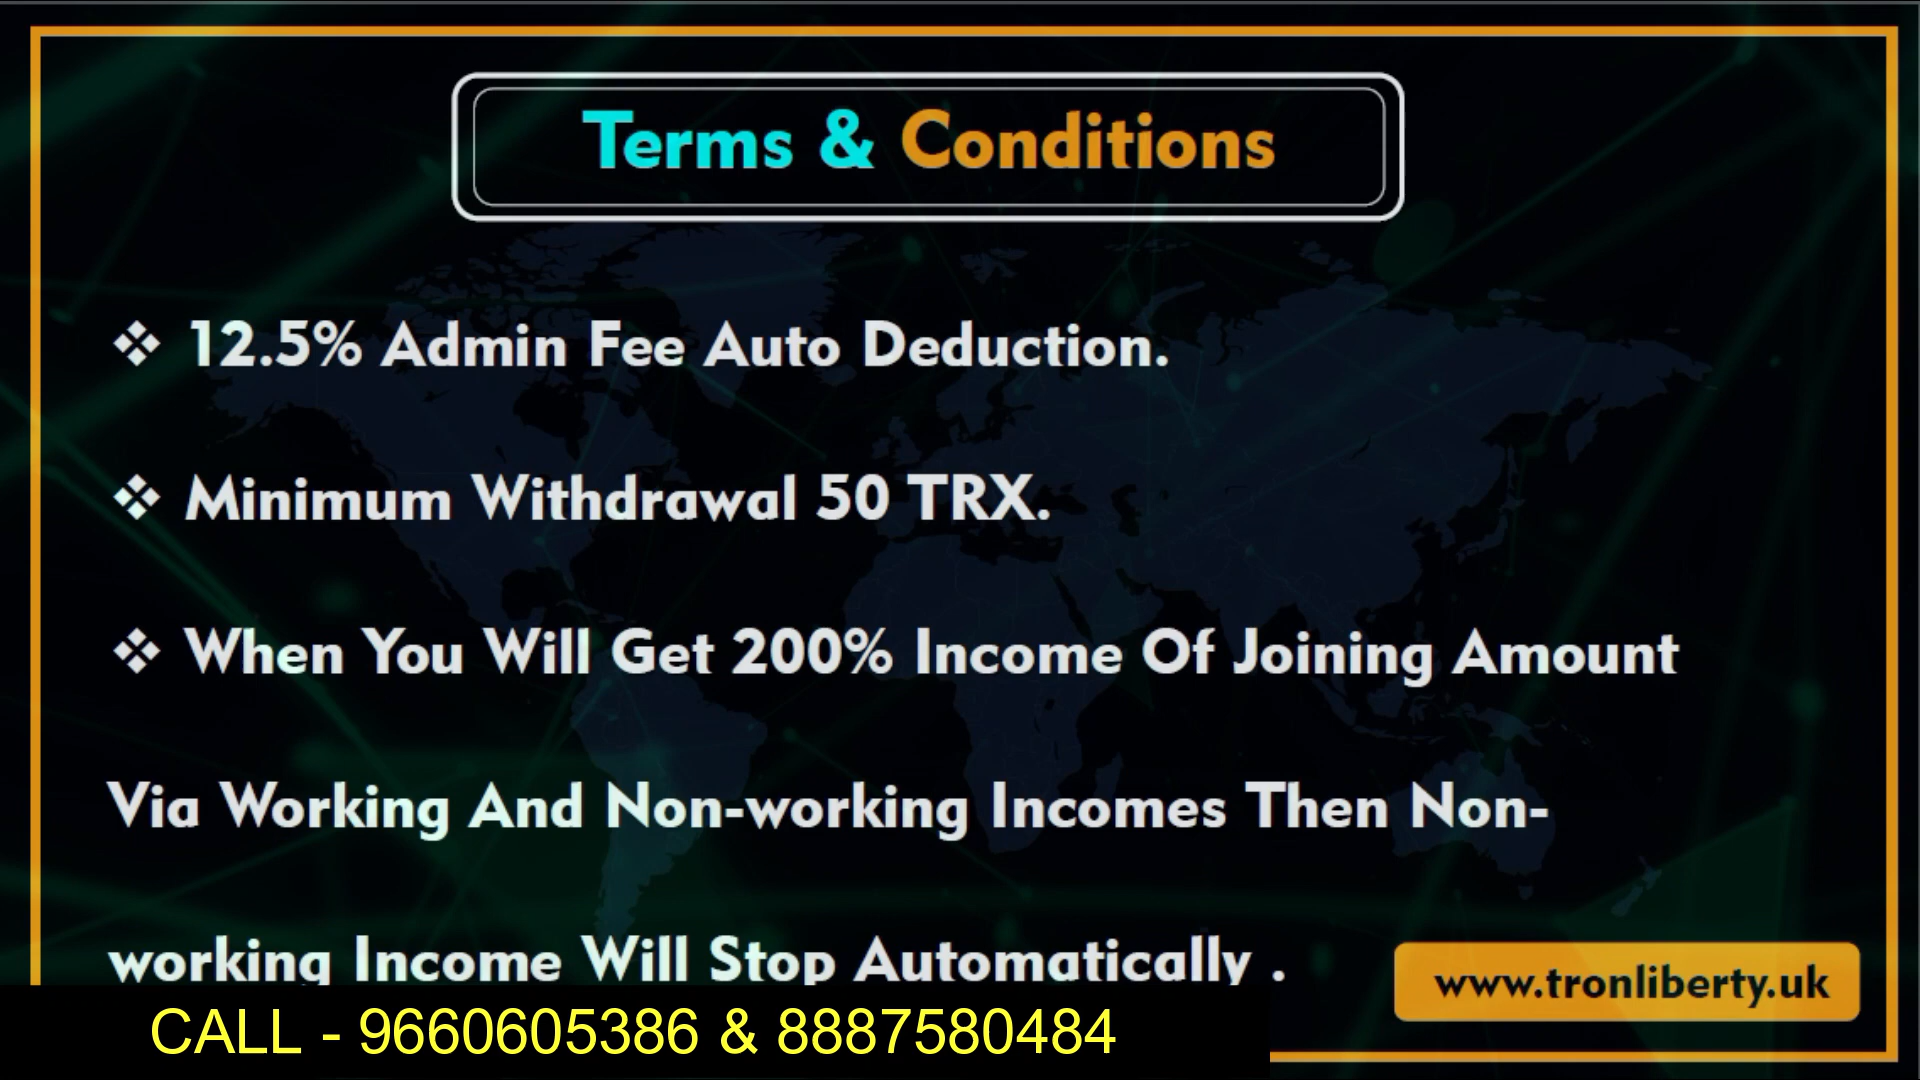 Terms & Conditions
❖ 12.5% Admin Fee Auto Deduction.
❖ Minimum Withdrawal 50 TRX.
❖ When You Will Get 200% Income Of Joining Amount
Via Working And Non-working Incomes Then Non-
working Income Will Stop Automatically .
www.tronliberty.uk
CALL - 9660605386 & 8887580484